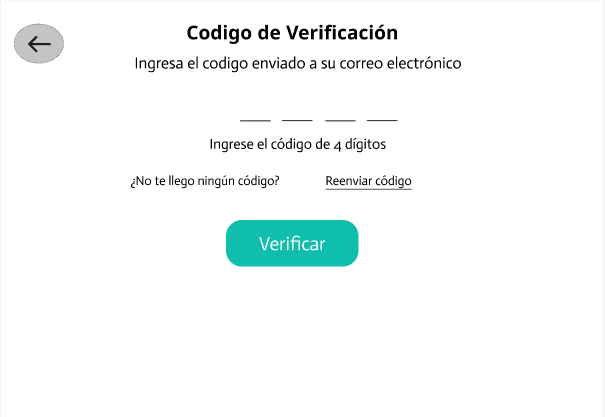 Codigo de Verificación
Ingresa el codigo enviado a su correo electrónico
Ingrese el código de 4 dígitos
¿No te llego ningún código? Reenviar código
Verificar